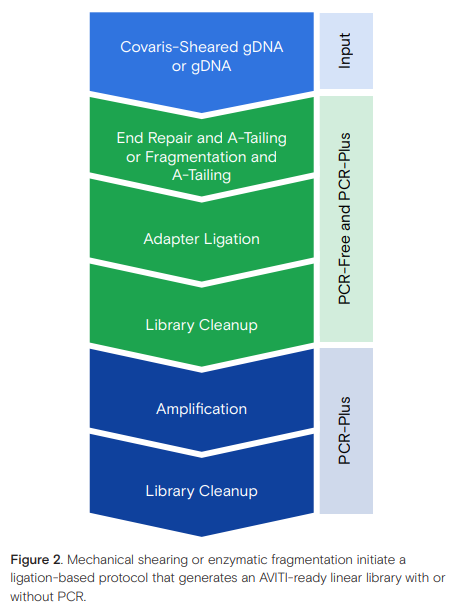 Covaris-Sheared gDNA
or gDNA
Input
End Repair and A-Tailing
or Fragmentation and
A-Tailing
Adapter Ligation
Library Cleanup
PCR-Free and PCR-Plus
Amplification
Library Cleanup
PCR-Plus
Figure 2. Mechanical shearing or enzymatic fragmentation initiate a
ligation-based protocol that generates an AVITI-ready linear library with or
without PCR.